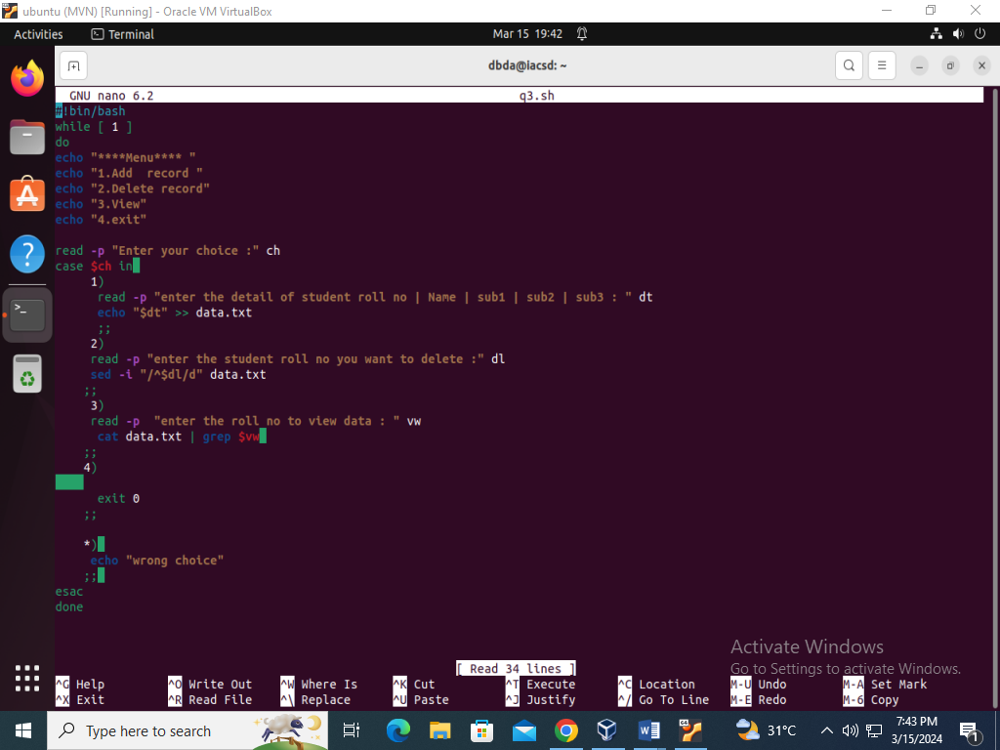 ubuntu (MVN) [Running] - Oracle VM VirtualBox
Activities Terminal Mar 15 19:42
dbda@iacsd: ~
GNU nano 6.2 q3.sh
#!bin/bash
while [ 1 ]
do
echo "****Menu**** "
echo "1.Add  record "
echo "2.Delete record"
echo "3.View"
echo "4.exit"
read -p "Enter your choice :" ch
case $ch in
1)
read -p "enter the detail of student roll no | Name | sub1 | sub2 | sub3 : " dt
echo "$dt" >> data.txt
;;
2)
read -p "enter the student roll no you want to delete :" dl
sed -i "/^$dl/d" data.txt
;;
3)
read -p  "enter the roll no to view data : " vw
cat data.txt | grep $vw
;;
4)
exit 0
;;
*)
echo "wrong choice"
;;
esac
done
Activate Windows
Go to Settings to activate Windows.
[ Read 34 lines ]
^G Help ^O Write Out ^W Where Is ^K Cut ^T Execute ^C Location M-U Undo M-A Set Mark
^X Exit ^R Read File ^\ Replace ^U Paste ^J Justify ^/ Go To Line M-E Redo M-6 Copy
Type here to search 31°C 7:43 PM
3/15/2024 1